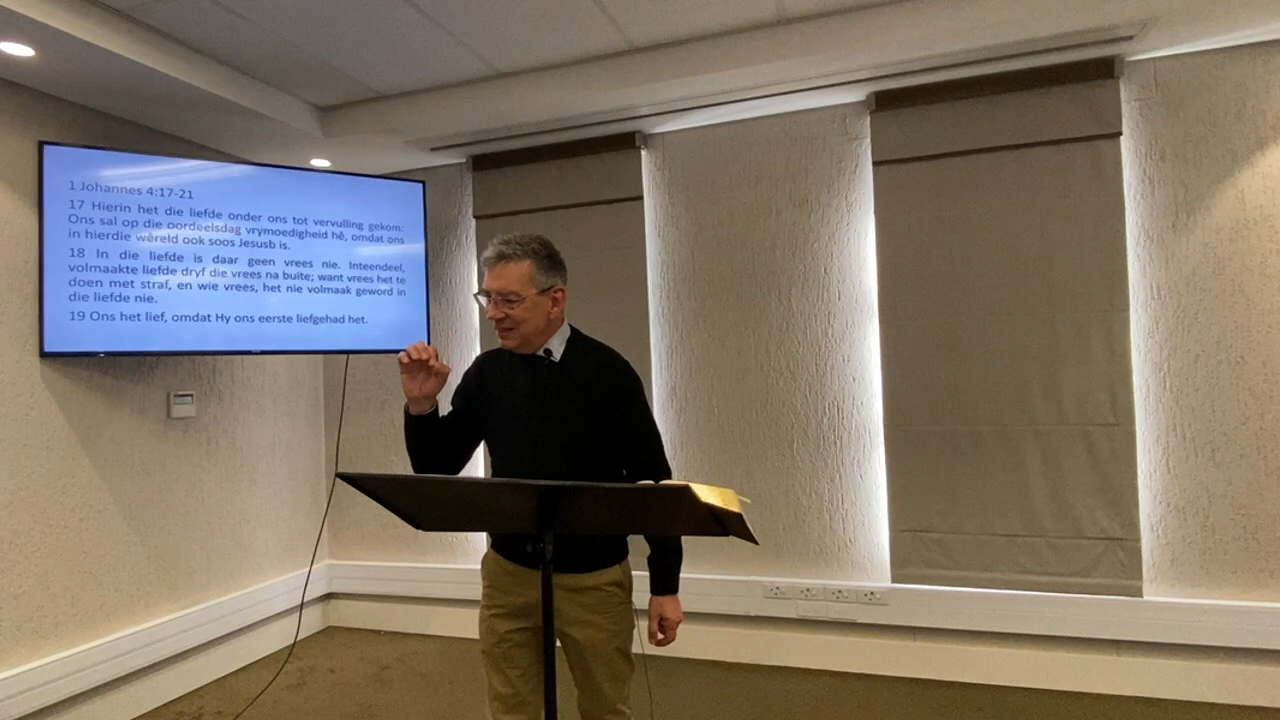 1 Johannes 4:17-21
17 Hierin het die liefde onder ons tot vervulling gekom:
Ons sal op die oordeelsdag vrymoedigheid hê, omdat ons
in hierdie wêreld ook soos Jesusb is.
18 In die liefde is daar geen vrees nie. Inteendeel,
volmaakte liefde dryf die vrees na buite; want vrees het te
doen met straf, en wie vrees, het nie volmaak geword in
die liefde nie.
19 Ons het lief, omdat Hy ons eerste liefgehad het.